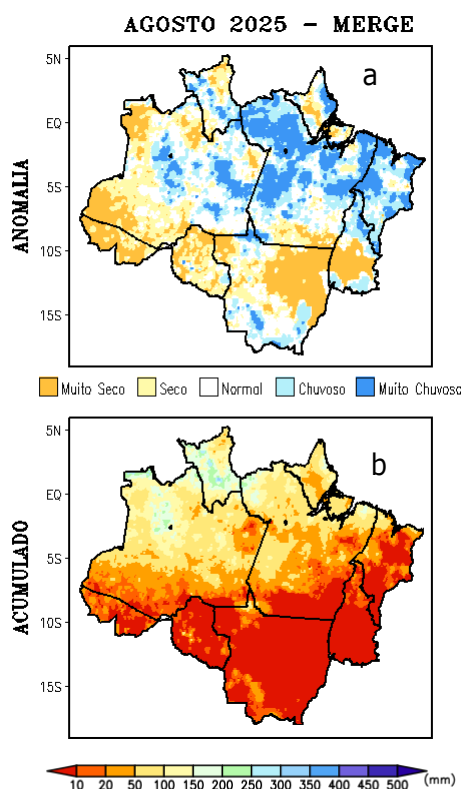 AGOSTO 2025 – MERGE
a
5N
EQ
5S
10S
15S
ANOMALIA
Muito Seco Seco Normal Chuvoso Muito Chuvoso
b
5N
EQ
5S
10S
15S
ACUMULADO
10 20 50 100 150 200 250 300 350 400 450 500 (mm)